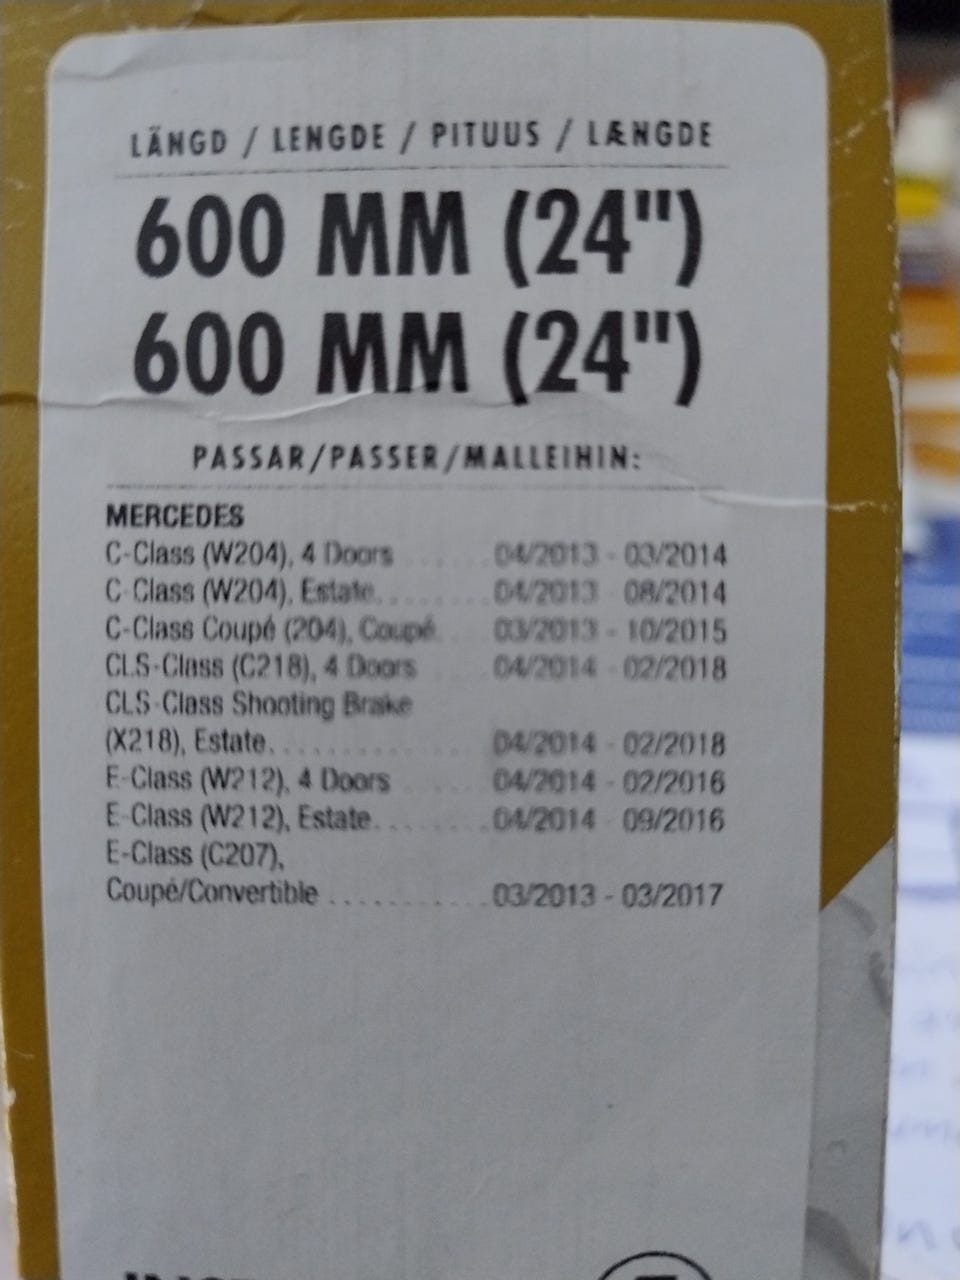 LÄNGD / LENGDE / PITUUS / LÆNGDE
600 MM (24")
600 MM (24")
PASSAR/PASSER/MALLEIHIN:
MERCEDES
C-Class (W204), 4 Doors ........ 04/2013 - 03/2014
C-Class (W204), Estate.......... 04/2013 - 08/2014
C-Class Coupé (204), Coupé. .... 03/2013 - 10/2015
CLS-Class (C218), 4 Doors ..... 04/2014 - 02/2018
CLS-Class Shooting Brake
(X218), Estate................. 04/2014 - 02/2018
E-Class (W212), 4 Doors ....... 04/2014 - 02/2016
E-Class (W212), Estate......... 04/2014 - 09/2016
E-Class (C207),
Coupé/Convertible ............. 03/2013 - 03/2017